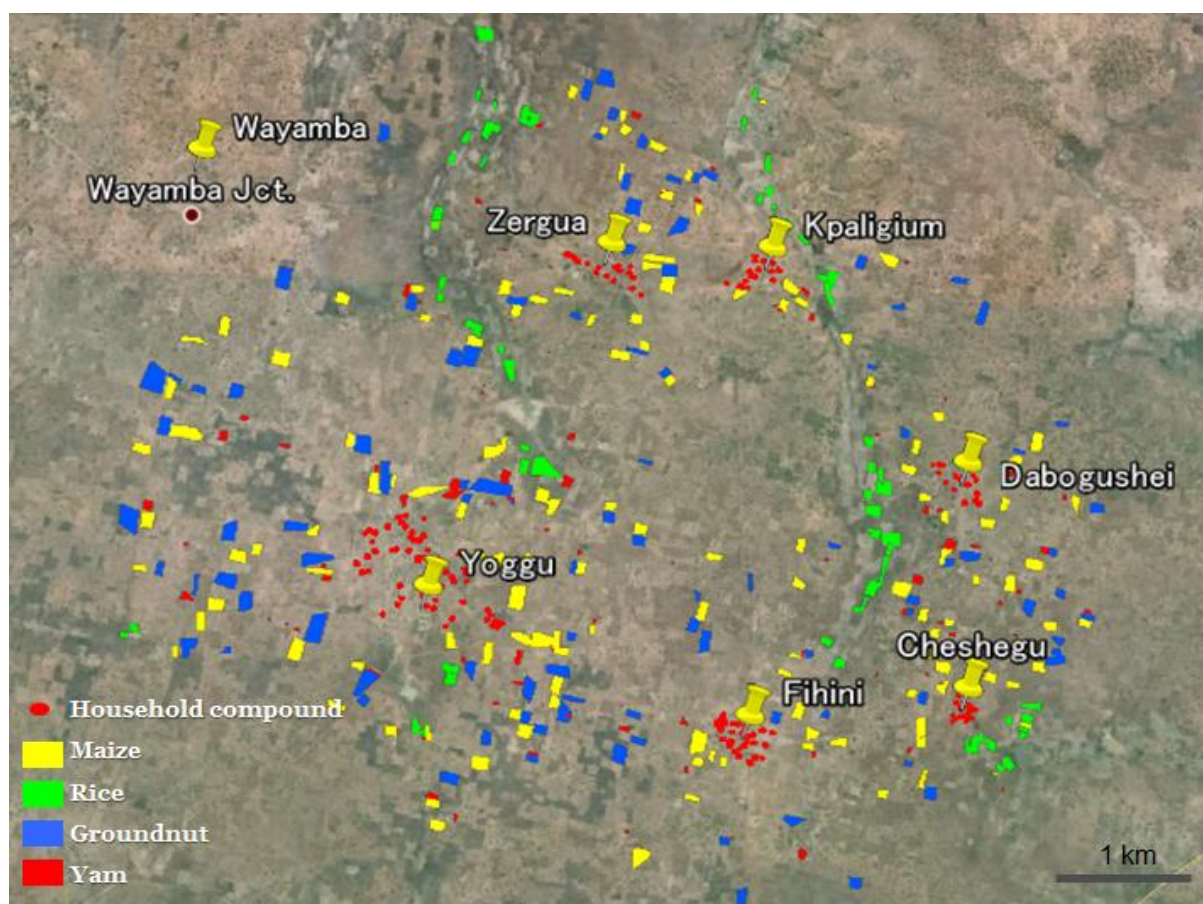 Wayamba
Wayamba Jct.
Zergua
Kpaligium
Dabogushei
Yoggu
Cheshegu
Fihini
Household compound
Maize
Rice
Groundnut
Yam
1 km